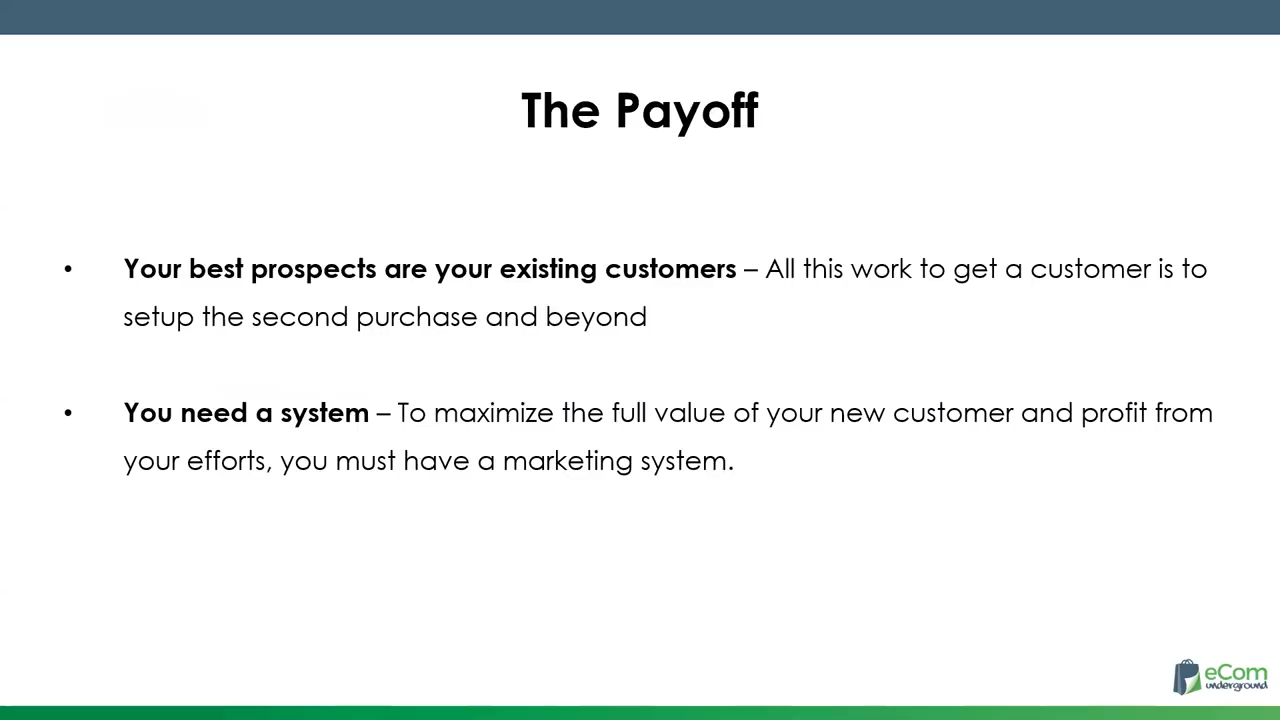 The Payoff
• Your best prospects are your existing customers – All this work to get a customer is to
setup the second purchase and beyond
• You need a system – To maximize the full value of your new customer and profit from
your efforts, you must have a marketing system.
eCom
underground